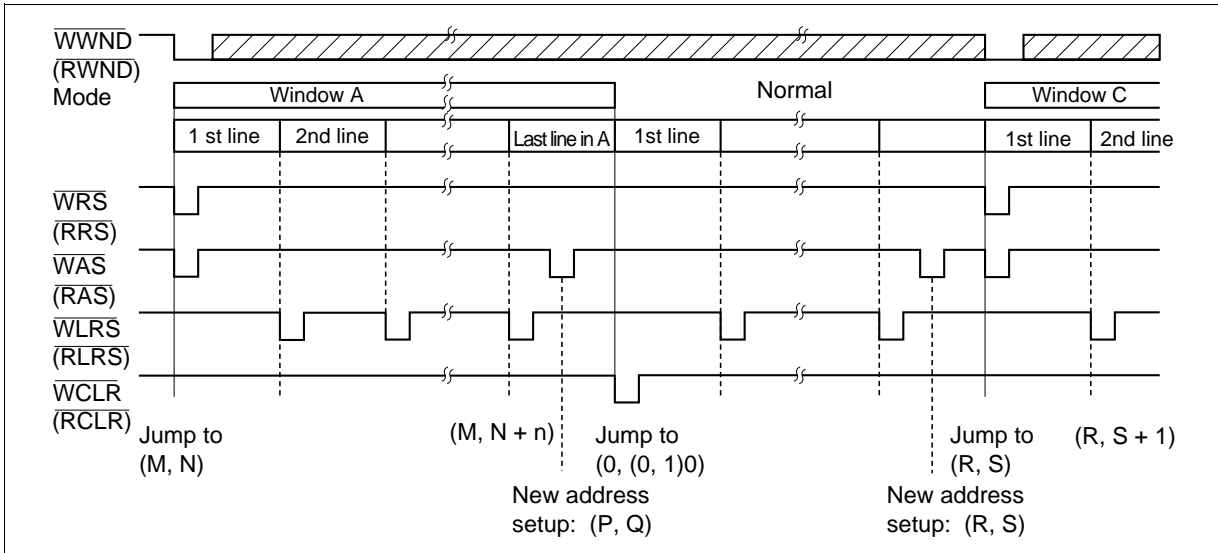 WWND
(RWND)
Mode
Window A
Normal
Window C
1 st line
2nd line
Last line in A
1st line
1st line
2nd line
WRS
(RRS)
WAS
(RAS)
WLRS
(RLRS)
WCLR
(RCLR)
Jump to
(M, N)
(M, N + n)
Jump to
(0, (0, 1)0)
Jump to
(R, S)
(R, S + 1)
New address
setup: (P, Q)
New address
setup: (R, S)